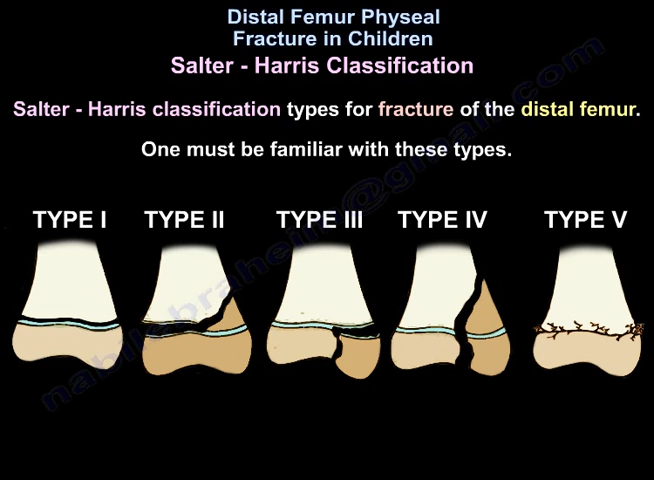 Distal Femur Physeal
Fracture in Children
Salter - Harris Classification
Salter - Harris classification types for fracture of the distal femur.
One must be familiar with these types.
TYPE I TYPE II TYPE III TYPE IV TYPE V